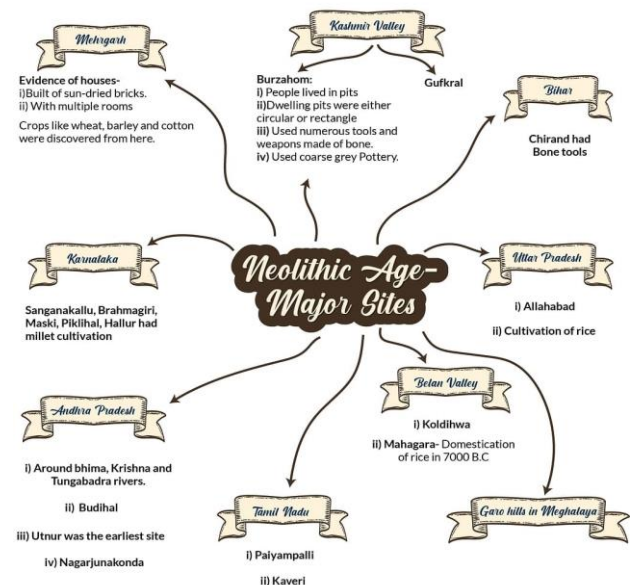 Mehrgarh
Evidence of houses-
i)Built of sun-dried bricks.
ii) With multiple rooms
Crops like wheat, barley and cotton
were discovered from here.
Kashmir Valley
Burzahom:
i) People lived in pits
ii)Dwelling pits were either
circular or rectangle
iii) Used numerous tools and
weapons made of bone.
iv) Used coarse grey Pottery.
Gufkral
Bihar
Chirand had
Bone tools
Karnalaka
Sanganakallu, Brahmagiri,
Maski, Piklihal, Hallur had
millet cultivation
Neolithic Age-
Major Sites
Uttar Pradesh
i) Allahabad
ii) Cultivation of rice
Andhra Pradesh
i) Around bhima, Krishna and
Tungabadra rivers.
ii) Budihal
iii) Utnur was the earliest site
iv) Nagarjunakonda
Tamil Nadu
i) Paiyampalli
ii) Kaveri
Belan Valley
i) Koldihwa
ii) Mahagara- Domestication
of rice in 7000 B.C
Garo hills in Meghalaya